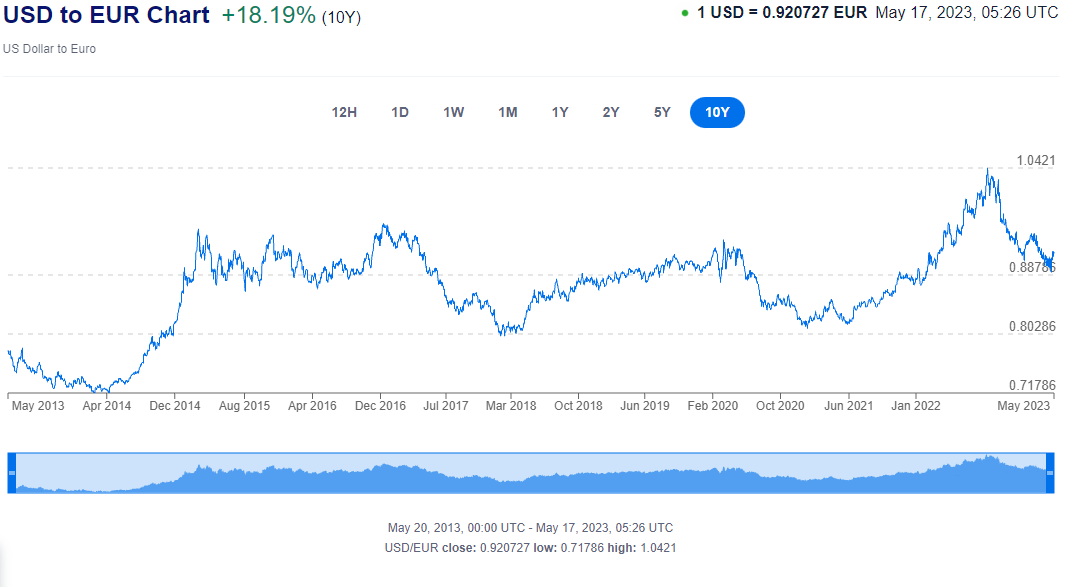 USD to EUR Chart +18.19% (10Y)
1 USD = 0.920727 EUR May 17, 2023, 05:26 UTC
US Dollar to Euro
12H 1D 1W 1M 1Y 2Y 5Y 10Y
1.0421
0.88786
0.80286
0.71786
May 2013 Apr 2014 Dec 2014 Aug 2015 Apr 2016 Dec 2016 Jul 2017 Mar 2018 Oct 2018 Jun 2019 Feb 2020 Oct 2020 Jun 2021 Jan 2022 May 2023
May 20, 2013, 00:00 UTC - May 17, 2023, 05:26 UTC
USD/EUR close: 0.920727 low: 0.71786 high: 1.0421